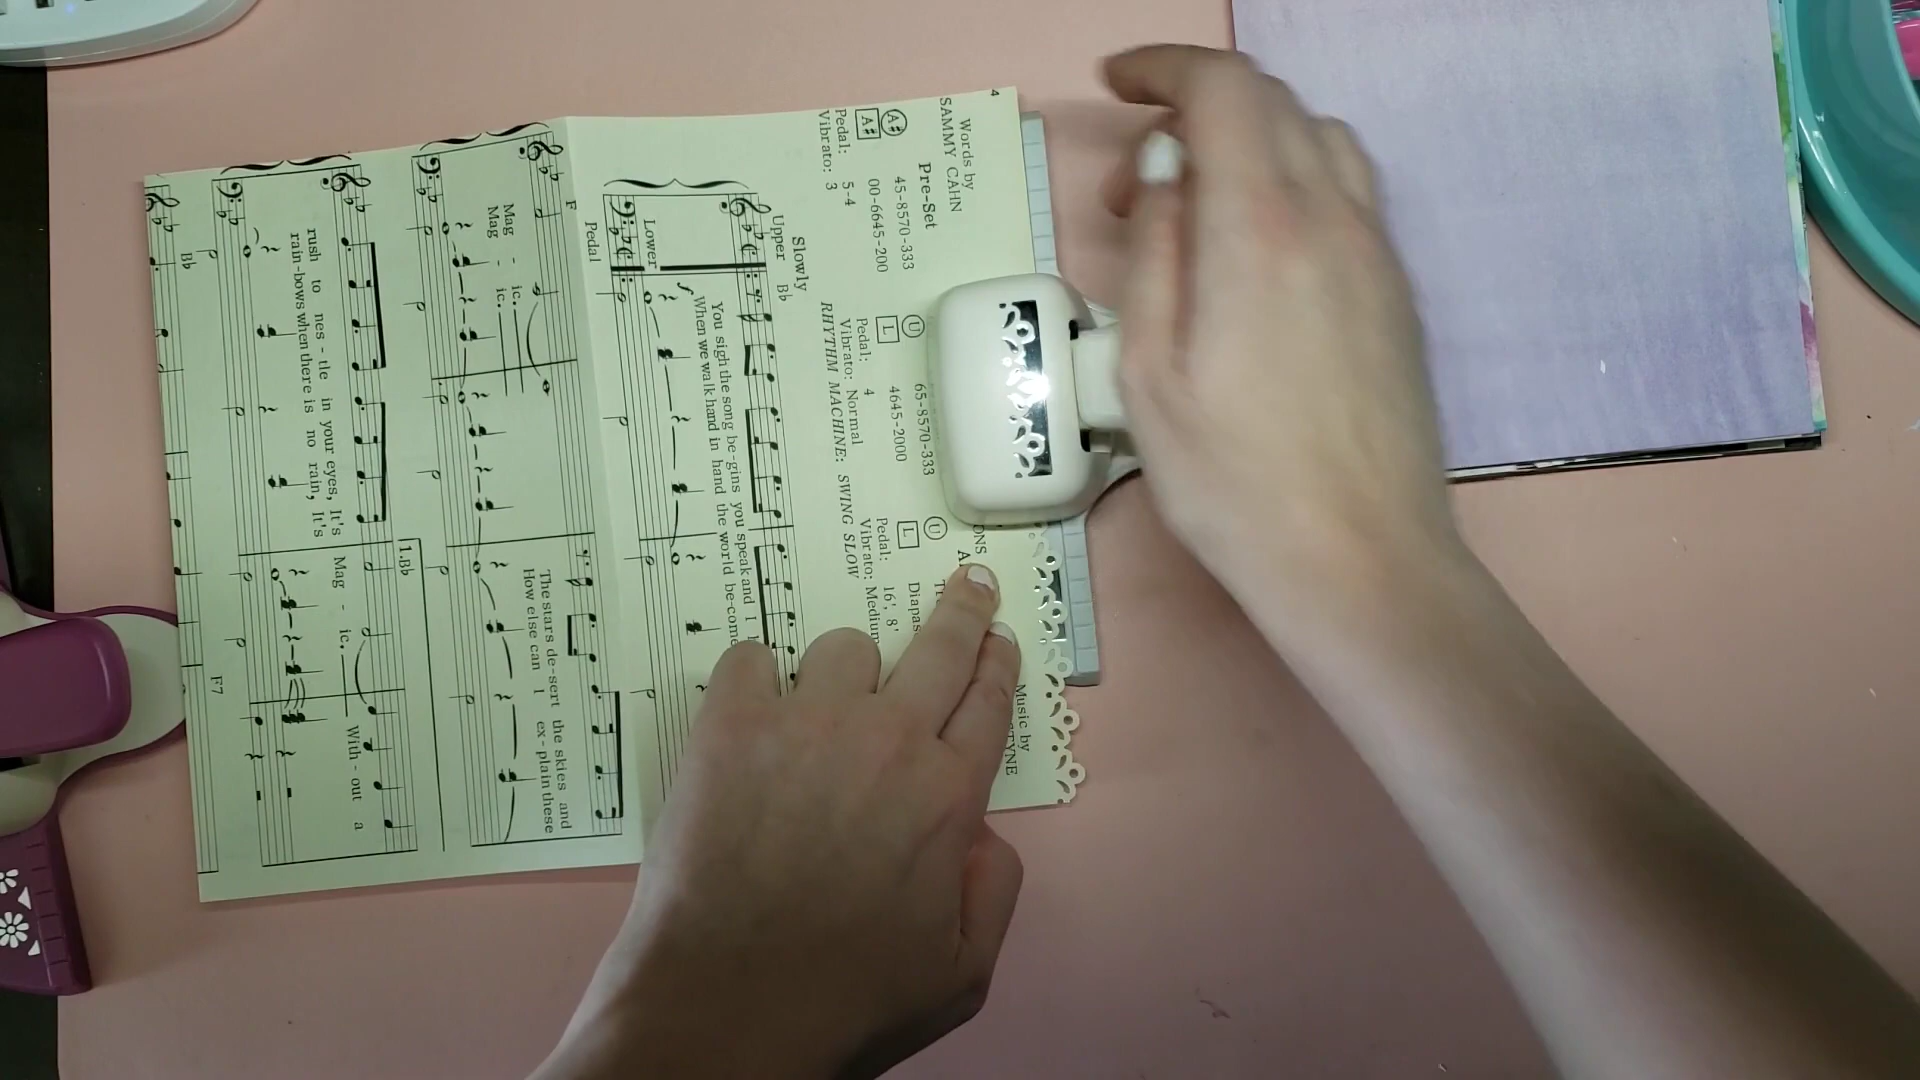 4
Words by
SAMMY CAHN
Music by
STYNE
ONS
Pre-Set
A♯ 45-8570-333
A♯ 00-6645-200
Pedal: 5-4
Vibrato: 3
U 65-8570-333
L 4645-2000
Pedal: 4
Vibrato: Normal
RHYTHM MACHINE: SWING SLOW
U
L Diapas
Pedal: 16', 8'
Vibrato: Medium
Slowly
Upper B♭
You sigh the song be-gins you speak and I
When we walk hand in hand the world be-come
Lower
Pedal
F
The stars de-sert the skies and
How else can I ex-plain these
Mag - ic.
Mag - ic.
1. B♭
rush to nes - tle in your eyes, It's Mag - ic. With - out a
rain-bows when there is no rain, It's
B♭ F7